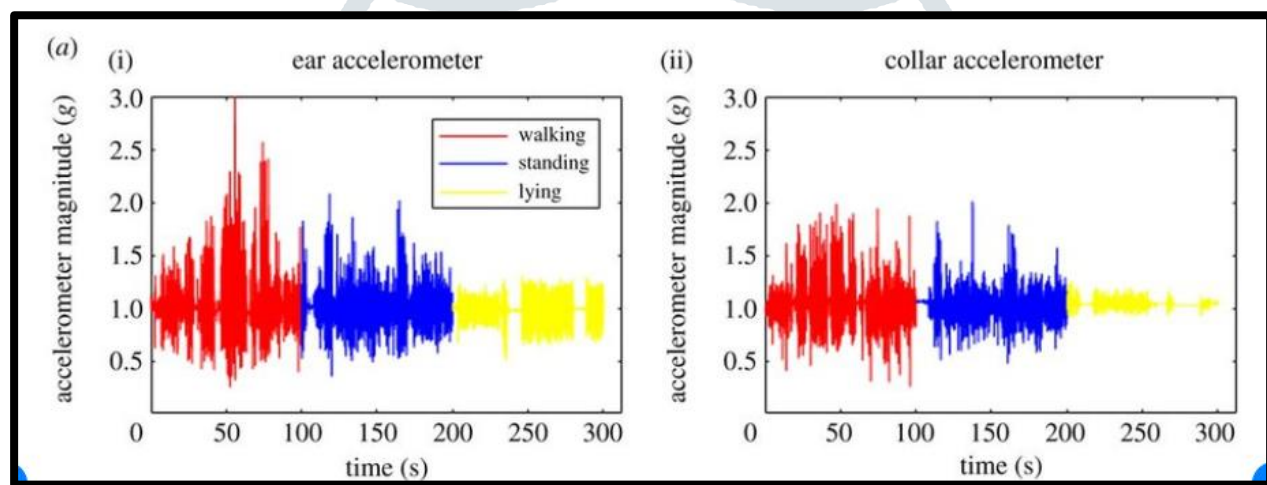 (a)
(i) ear accelerometer
accelerometer magnitude (g)
3.0
2.5
2.0
1.5
1.0
0.5
0 50 100 150 200 250 300
time (s)
walking
standing
lying
(ii) collar accelerometer
accelerometer magnitude (g)
3.0
2.5
2.0
1.5
1.0
0.5
0 50 100 150 200 250 300
time (s)